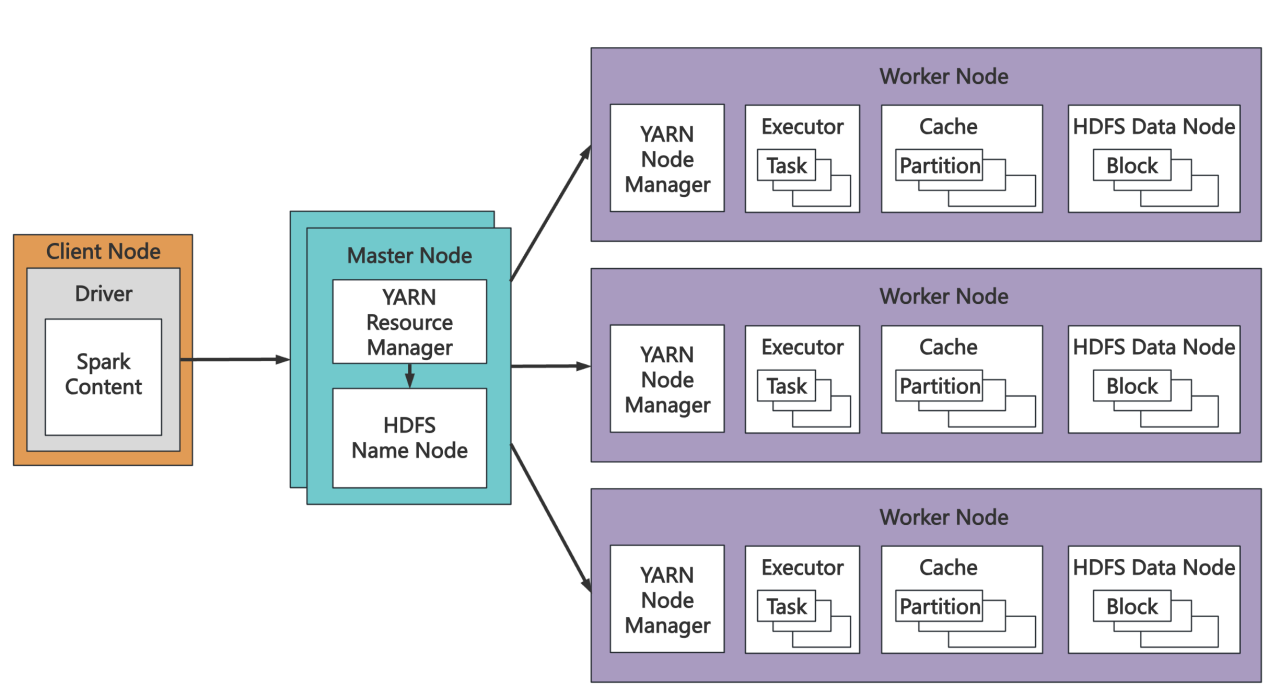 Client Node
Driver
Spark
Content
Master Node
YARN
Resource
Manager
HDFS
Name Node
Worker Node
YARN
Node
Manager
Executor
Task
Cache
Partition
HDFS Data Node
Block
Worker Node
YARN
Node
Manager
Executor
Task
Cache
Partition
HDFS Data Node
Block
Worker Node
YARN
Node
Manager
Executor
Task
Cache
Partition
HDFS Data Node
Block